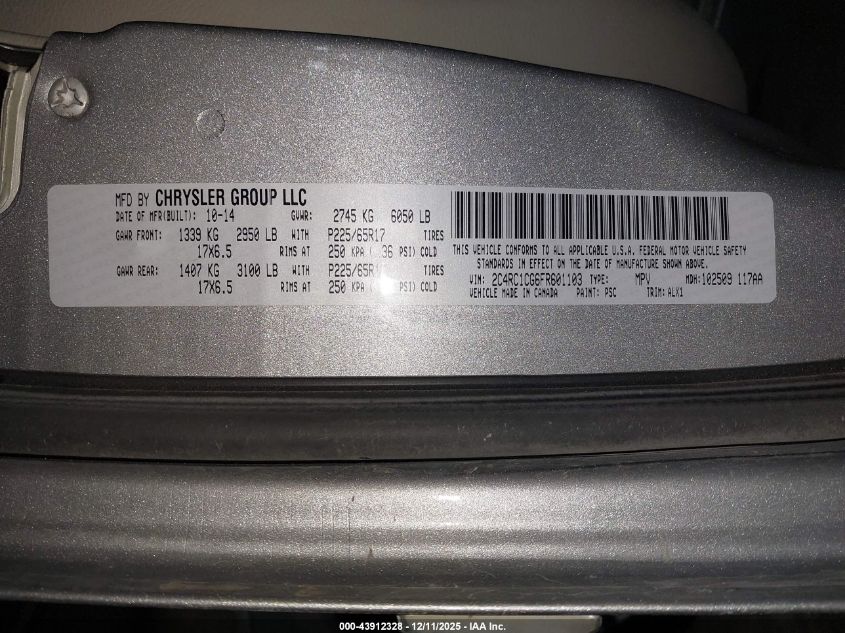 MFD BY CHRYSLER GROUP LLC
DATE OF MFR(BUILT): 10-14 GVWR: 2745 KG 6050 LB
GAWR FRONT: 1339 KG 2950 LB WITH P225/65R17 TIRES
17X6.5 RIMS AT 250 KPA ( 36 PSI) COLD
GAWR REAR: 1407 KG 3100 LB WITH P225/65R17 TIRES
17X6.5 RIMS AT 250 KPA ( PSI) COLD
THIS VEHICLE CONFORMS TO ALL APPLICABLE U.S.A. FEDERAL MOTOR VEHICLE SAFETY
STANDARDS IN EFFECT ON THE DATE OF MANUFACTURE SHOWN ABOVE.
VIN: 2C4RC1CG6FR601103 TYPE: MPV MDH: 102509 117AA
VEHICLE MADE IN CANADA PAINT: PSC TRIM: ALX1
000-43912328 - 12/11/2025 - IAA Inc.